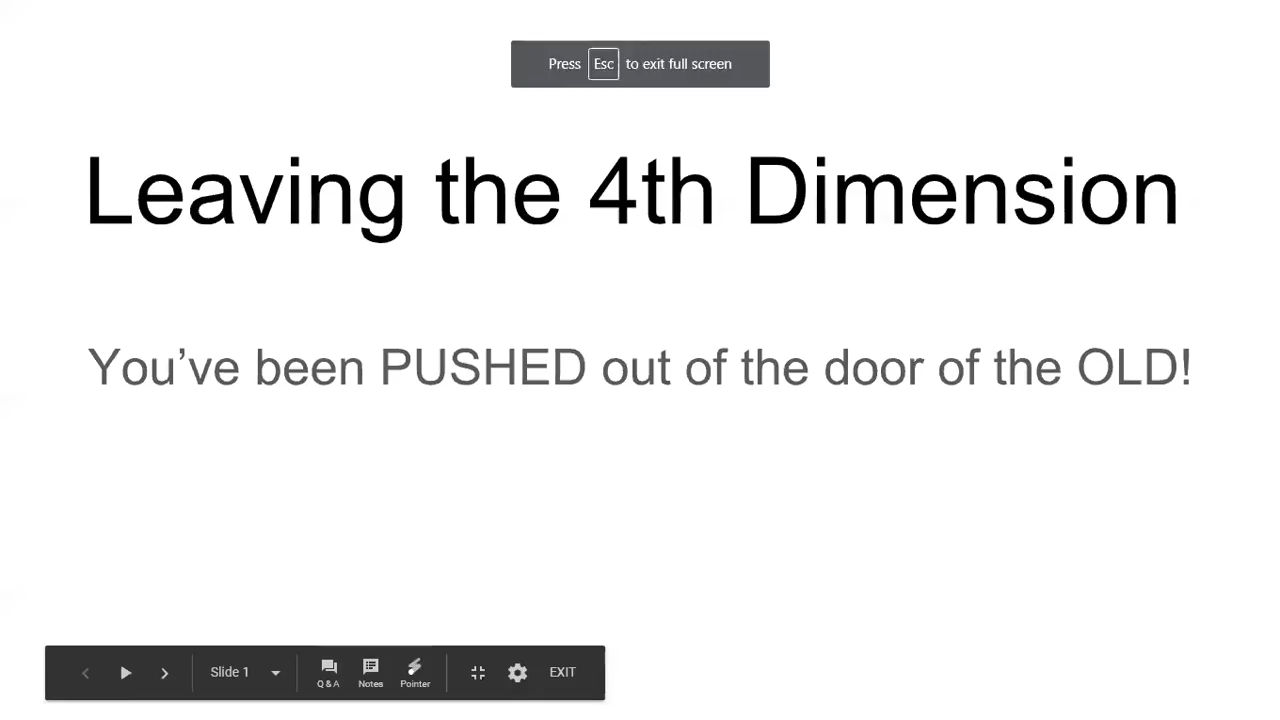 Press Esc to exit full screen
Leaving the 4th Dimension
You’ve been PUSHED out of the door of the OLD!
Slide 1 Q & A Notes Pointer EXIT